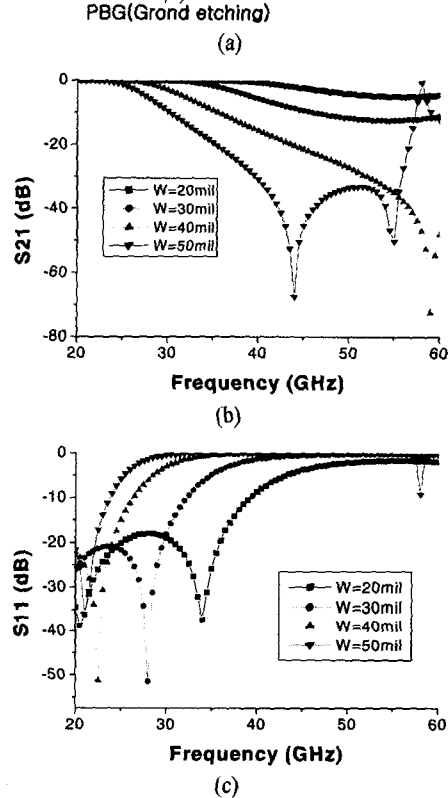 PBG(Grond etching)
(a)
0
-20
-40
-60
-80
S21 (dB)
W=20mil
W=30mil
W=40mil
W=50mil
20
30
40
50
60
Frequency (GHz)
(b)
0
-10
-20
-30
-40
-50
S11 (dB)
W=20mil
W=30mil
W=40mil
W=50mil
20
30
40
50
60
Frequency (GHz)
(c)